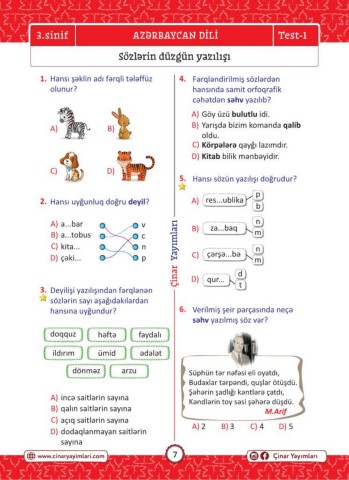 3.sinif
AZƏRBAYCAN DİLİ
Test-1
Sözlərin düzgün yazılışı
1. Hansı şəklin adı fərqli tələffüz
olunur?
A)
B)
C)
D)
2. Hansı uyğunluq doğru deyil?
A) a...bar
v
B) a...tobus
c
C) kita...
n
D) çəki...
p
3. Deyilişi yazılışından fərqlənən
sözlərin sayı aşağıdakılardan
hansına uyğundur?
doqquz
həftə
faydalı
ildırım
ümid
ədalət
dönməz
arzu
A) incə saitlərin sayına
B) qalın saitlərin sayına
C) açıq saitlərin sayına
D) dodaqlanmayan saitlərin
sayına
Çinar Yayımları
4. Fərqləndirilmiş sözlərdən
hansında samit orfoqrafik
cəhətdən səhv yazılıb?
A) Göy üzü bulutlu idi.
B) Yarışda bizim komanda qalib
oldu.
C) Körpələrə qayğı lazımdır.
D) Kitab bilik mənbəyidir.
5. Hansı sözün yazılışı doğrudur?
A) res...ublika
p
b
B) za...baq
n
m
C) çərşə...bə
n
m
D) qur...
d
t
6. Verilmiş şeir parçasında neçə
səhv yazılmış söz var?
Süphün tər nəfəsi eli oyatdı,
Budaxlar tərpəndi, quşlar ötüşdü.
Şəhərin şadlığı kəntlərə çatdı,
Kəndlərin toy səsi şəhərə düşdü.
M.Arif
A) 2 B) 3 C) 4 D) 5
www.cinaryayimlari.com
7
Çinar Yayımları